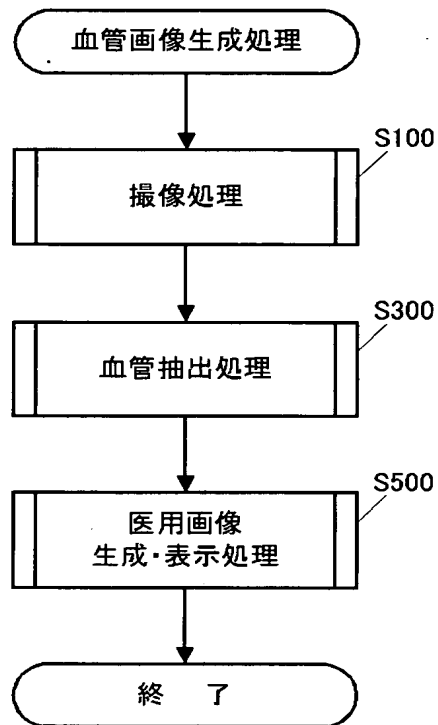 血管画像生成処理
S100
撮像処理
S300
血管抽出処理
S500
医用画像
生成・表示処理
終 了